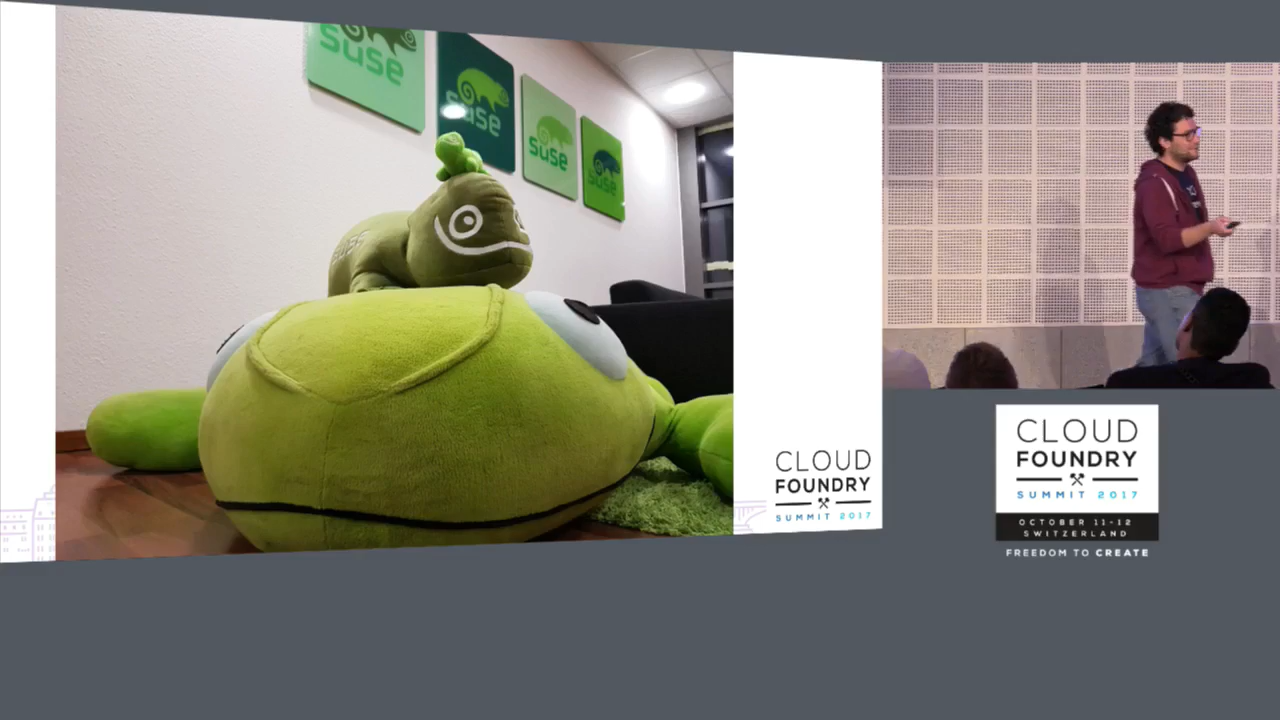 suse
suse
suse
suse
CLOUD
FOUNDRY
SUMMIT 2017
CLOUD
FOUNDRY
SUMMIT 2017
OCTOBER 11-12
SWITZERLAND
FREEDOM TO CREATE